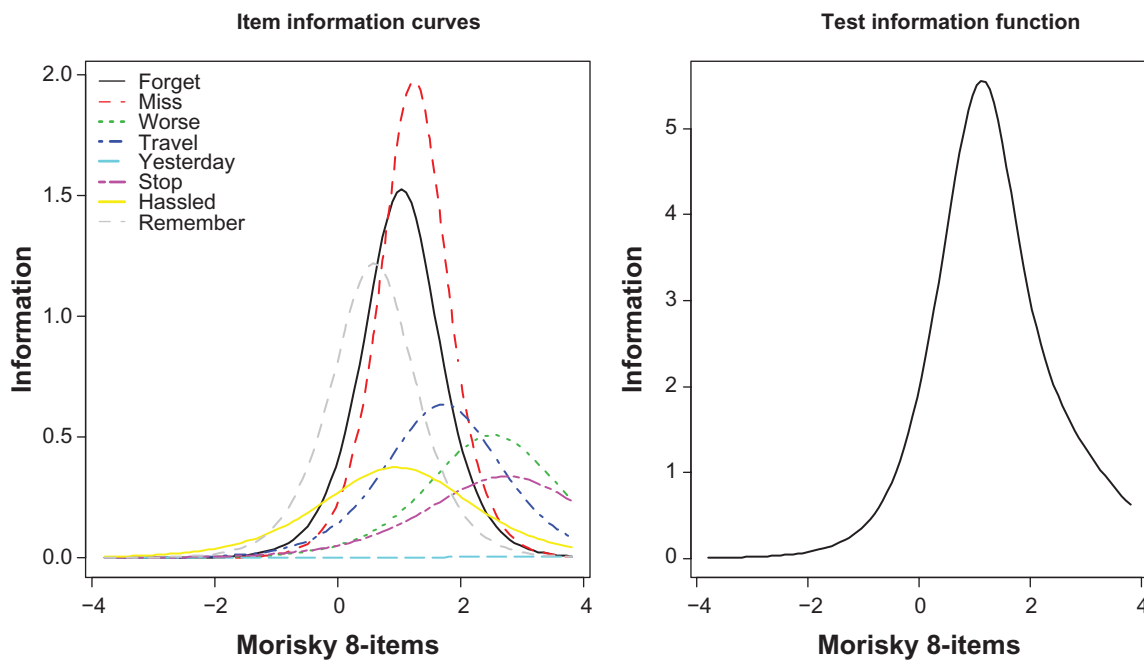 Item information curves
2.0
1.5
1.0
0.5
0.0
Information
Forget
Miss
Worse
Travel
Yesterday
Stop
Hassled
Remember
−4 −2 0 2 4
Morisky 8-items
Test information function
5
4
3
2
1
0
Information
−4 −2 0 2 4
Morisky 8-items